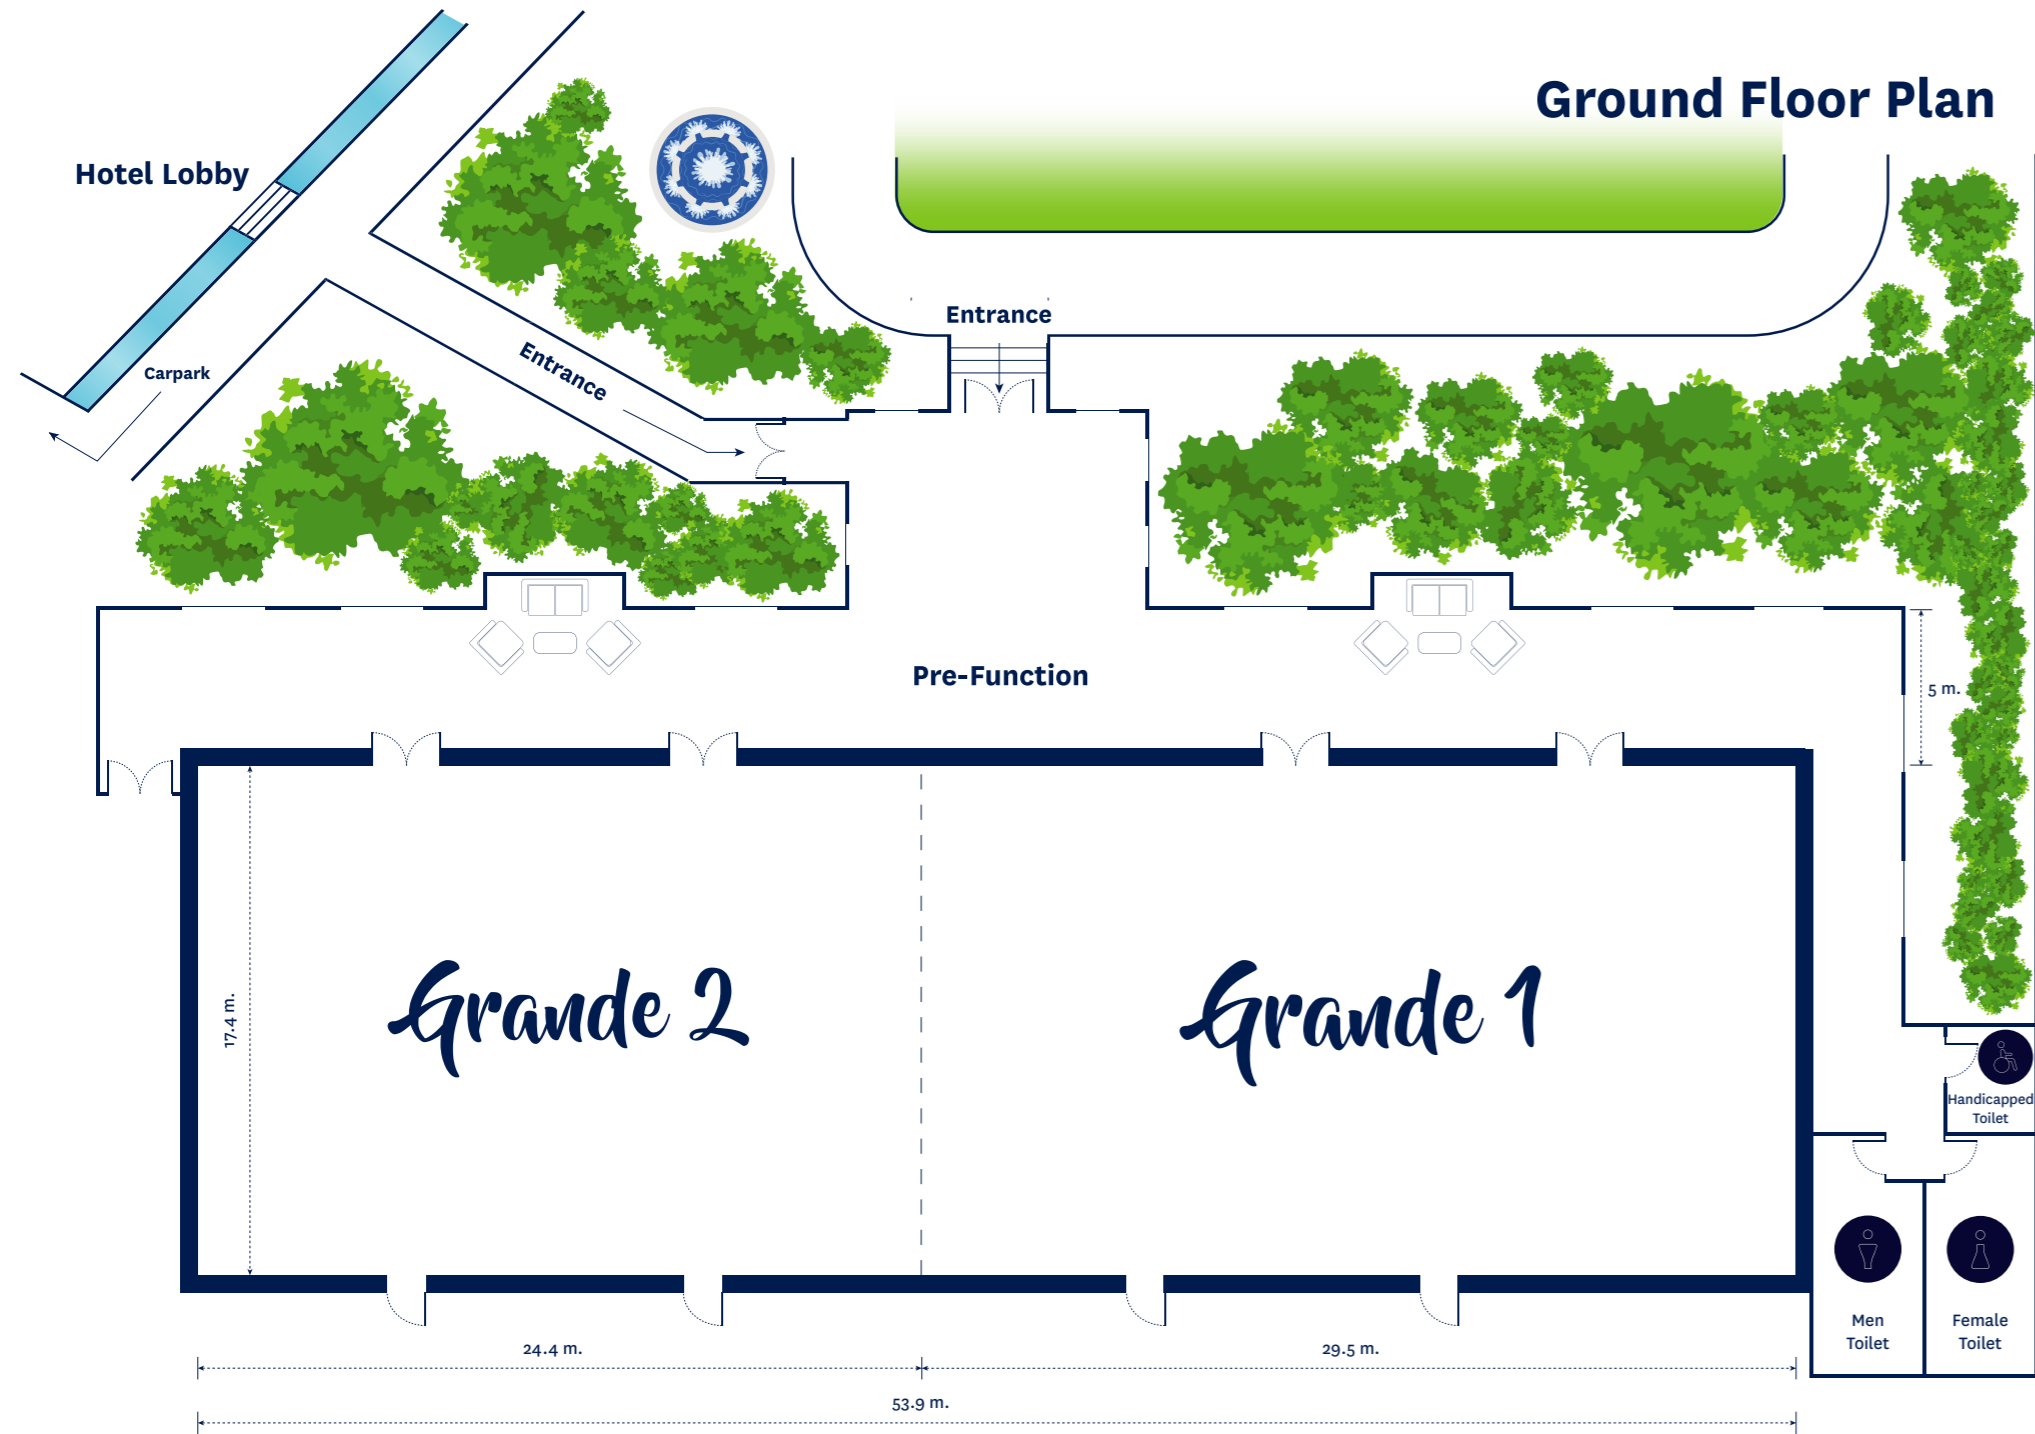 Ground Floor Plan
Hotel Lobby
Entrance
Carpark
Entrance
Pre-Function
5 m.
17.4 m.
Grande 2
Grande 1
Handicapped
Toilet
Men
Toilet
Female
Toilet
24.4 m.
29.5 m.
53.9 m.